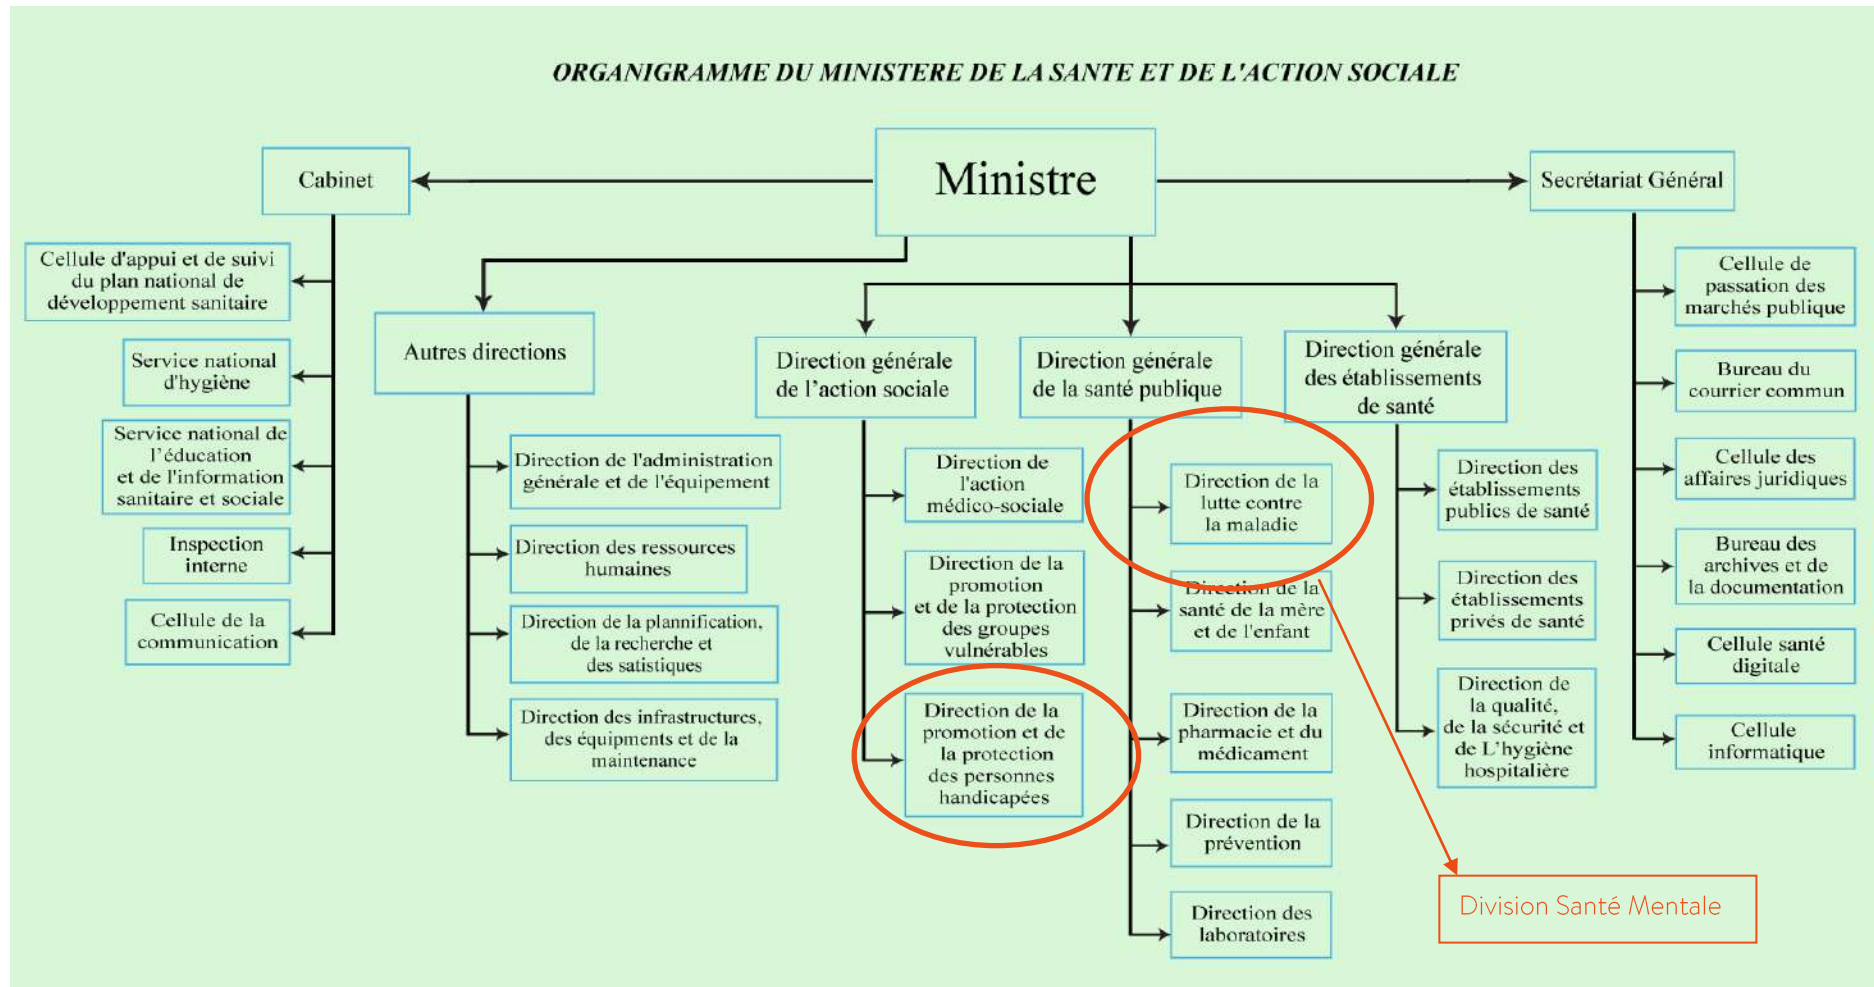 ORGANIGRAMME DU MINISTERE DE LA SANTE ET DE L'ACTION SOCIALE
Ministre
Cabinet
Secrétariat Général
Cellule d'appui et de suivi
du plan national de
développement sanitaire
Service national
d'hygiène
Service national de
l'éducation
et de l'information
sanitaire et sociale
Inspection
interne
Cellule de la
communication
Autres directions
Direction de l'administration
générale et de l'équipement
Direction des ressources
humaines
Direction de la plannification,
de la recherche et
des satistiques
Direction des infrastructures,
des équipments et de la
maintenance
Direction générale
de l’action sociale
Direction de
l'action
médico-sociale
Direction de la
promotion
et de la protection
des groupes
vulnérables
Direction de la
promotion et de
la protection
des personnes
handicapées
Direction générale
de la santé publique
Direction de la
lutte contre
la maladie
Direction de la
santé de la mère
et de l'enfant
Direction de la
pharmacie et du
médicament
Direction de la
prévention
Direction des
laboratoires
Direction générale
des établissements
de santé
Direction des
établissements
publics de santé
Direction des
établissements
privés de santé
Direction de
la qualité,
de la sécurité et
de L’hygiène
hospitalière
Cellule de
passation des
marchés publique
Bureau du
courrier commun
Cellule des
affaires juridiques
Bureau des
archives et de
la documentation
Cellule santé
digitale
Cellule
informatique
Division Santé Mentale